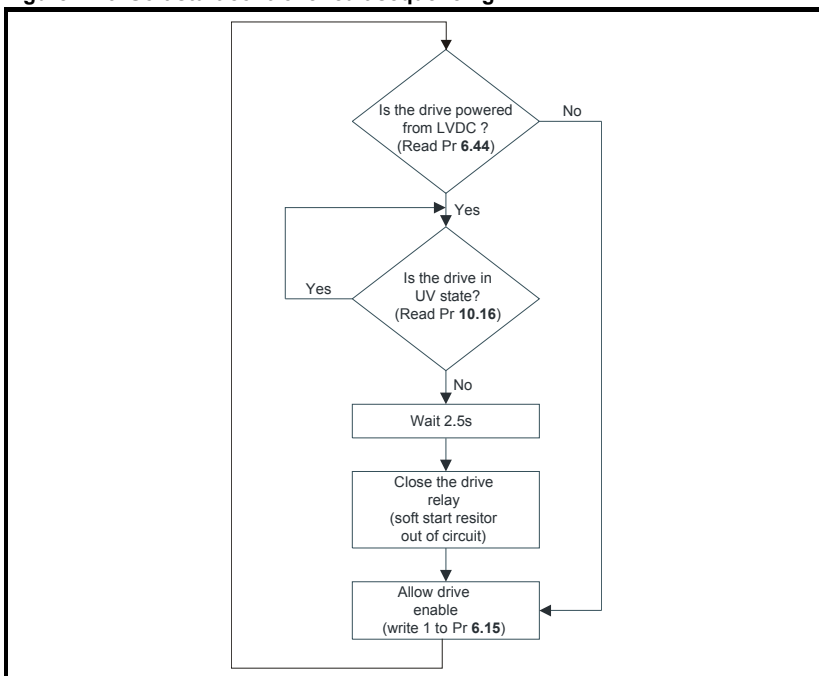 Is the drive powered
from LVDC ?
(Read Pr 6.44)
No
Yes
Is the drive in
UV state?
(Read Pr 10.16)
Yes
No
Wait 2.5s
Close the drive
relay
(soft start resitor
out of circuit)
Allow drive
enable
(write 1 to Pr 6.15)